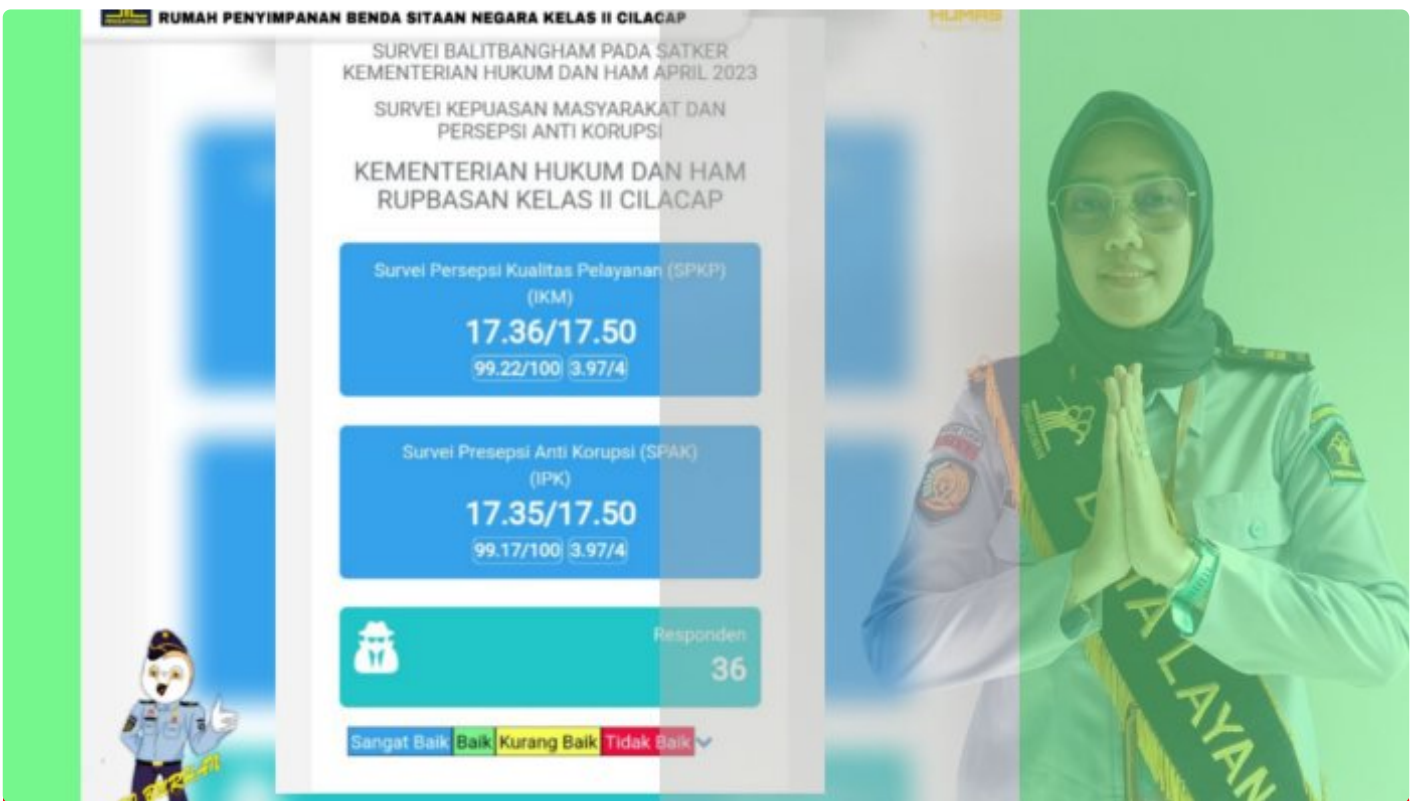 RUMAH PENYIMPANAN BENDA SITAAN NEGARA KELAS II CILACAP
HUMAS
SURVEI BALITBANGHAM PADA SATKER
KEMENTERIAN HUKUM DAN HAM APRIL 2023
SURVEI KEPUASAN MASYARAKAT DAN
PERSEPSI ANTI KORUPSI
KEMENTERIAN HUKUM DAN HAM
RUPBASAN KELAS II CILACAP
Survei Persepsi Kualitas Pelayanan (SPKP)
(IKM)
17.36/17.50
99.22/100 3.97/4
Survei Presepsi Anti Korupsi (SPAK)
(IPK)
17.35/17.50
99.17/100 3.97/4
Responden
36
Sangat Baik Baik Kurang Baik Tidak Baik
LAYAN